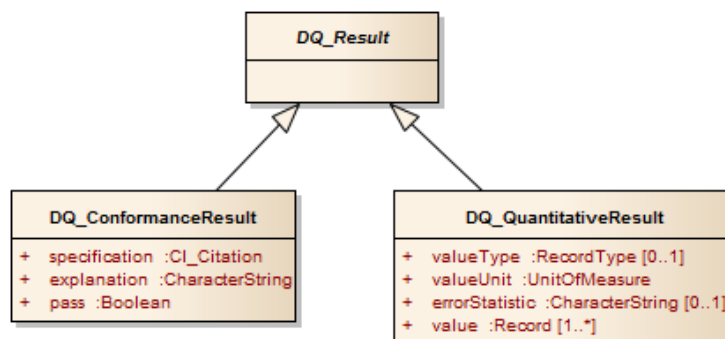 DQ_Result
DQ_ConformanceResult
+ specification :CI_Citation
+ explanation :CharacterString
+ pass :Boolean
DQ_QuantitativeResult
+ valueType :RecordType [0..1]
+ valueUnit :UnitOfMeasure
+ errorStatistic :CharacterString [0..1]
+ value :Record [1..*]